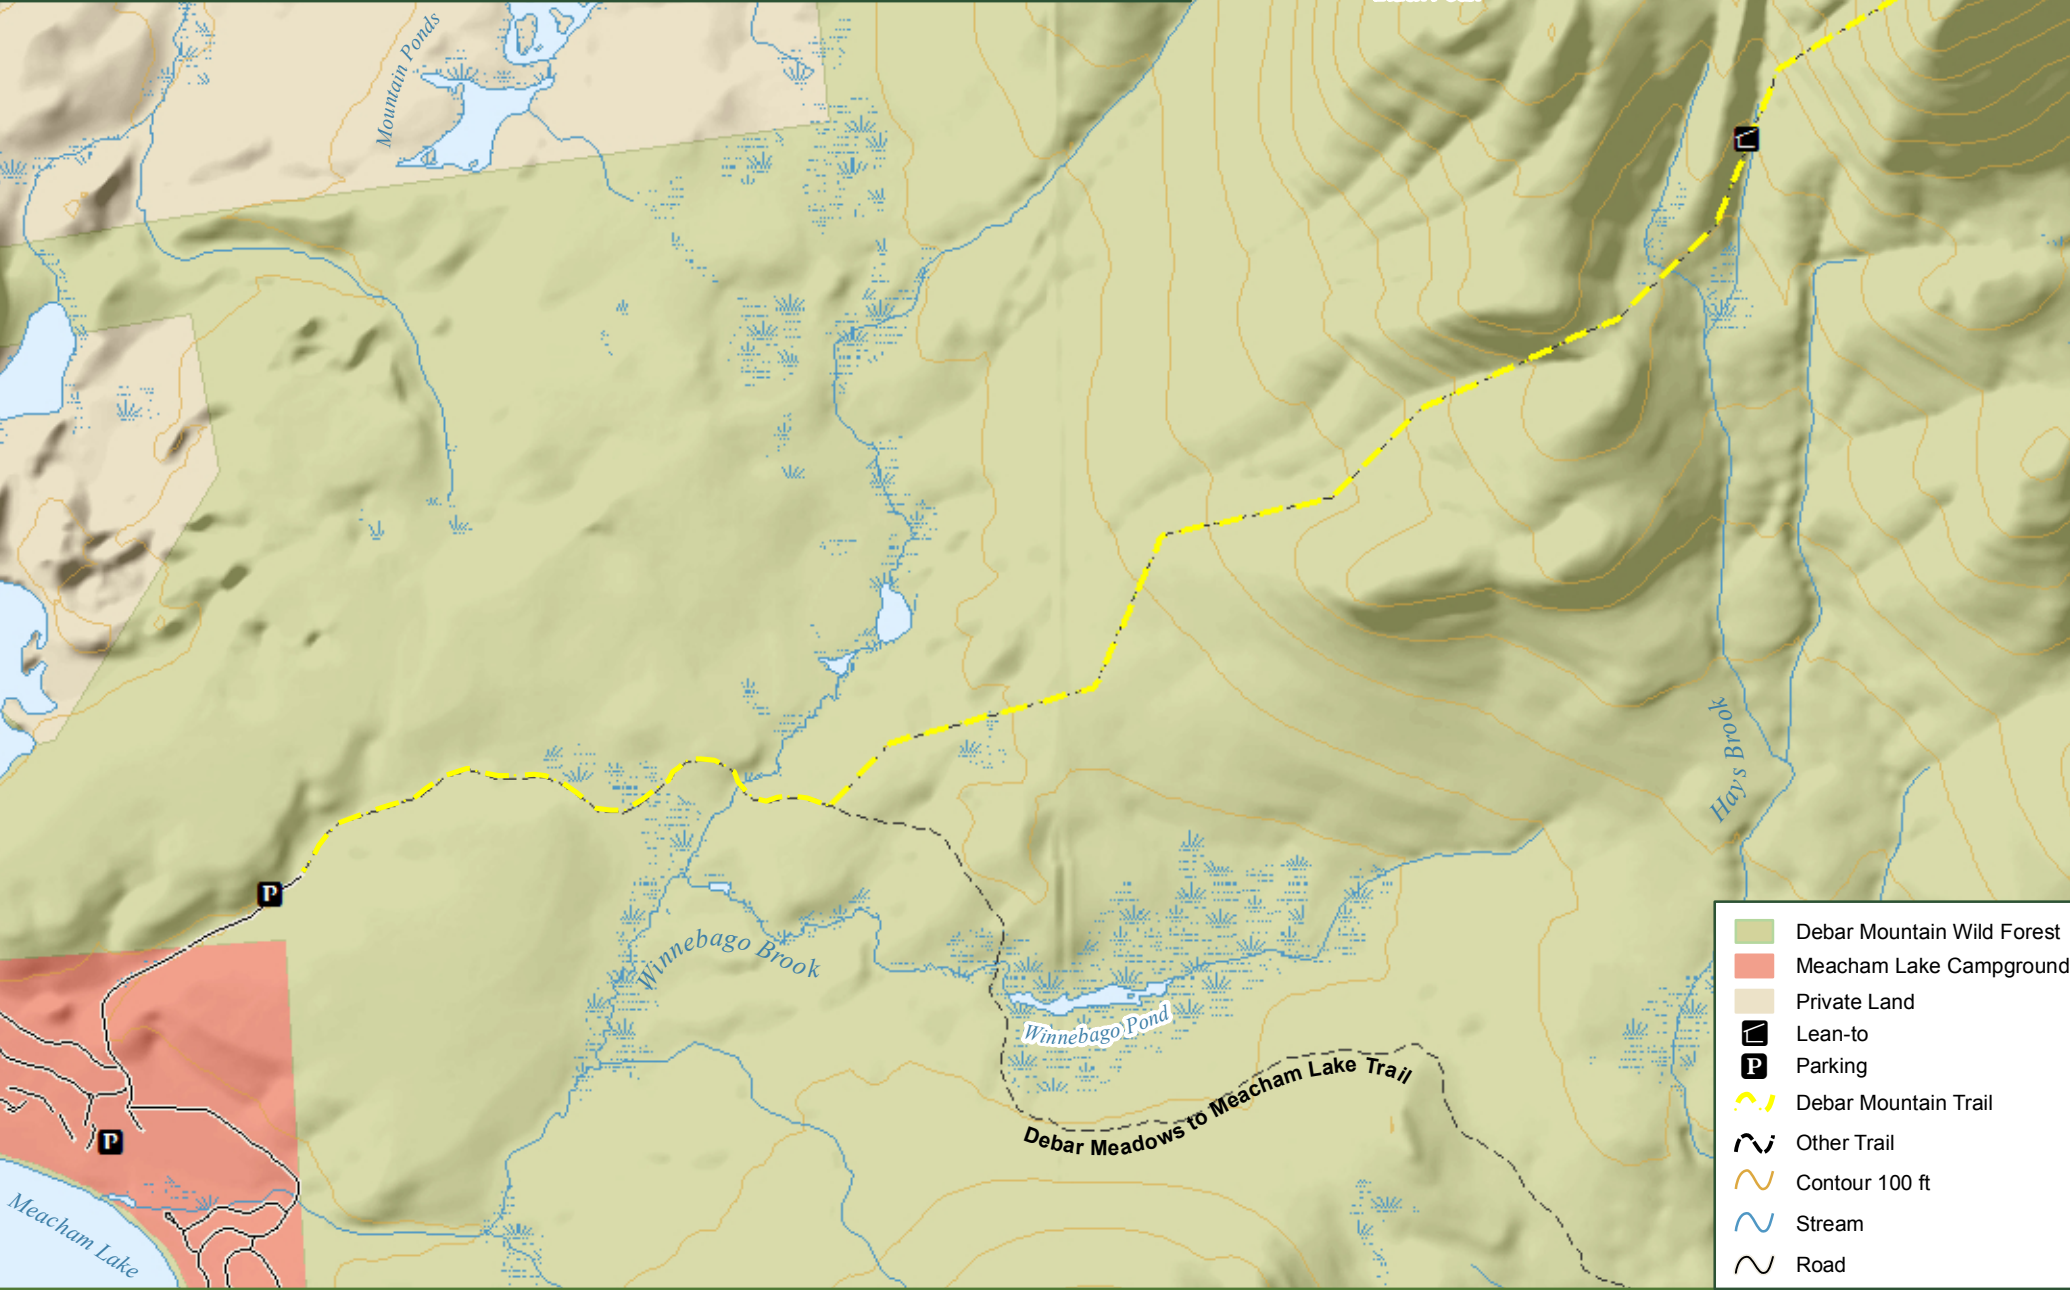 Mountain Ponds
P
Hays Brook
Winnebago Brook
Winnebago Pond
Debar Meadows to Meacham Lake Trail
P
Meacham Lake
Debar Mountain Wild Forest
Meacham Lake Campground
Private Land
Lean-to
P Parking
Debar Mountain Trail
Other Trail
Contour 100 ft
Stream
Road